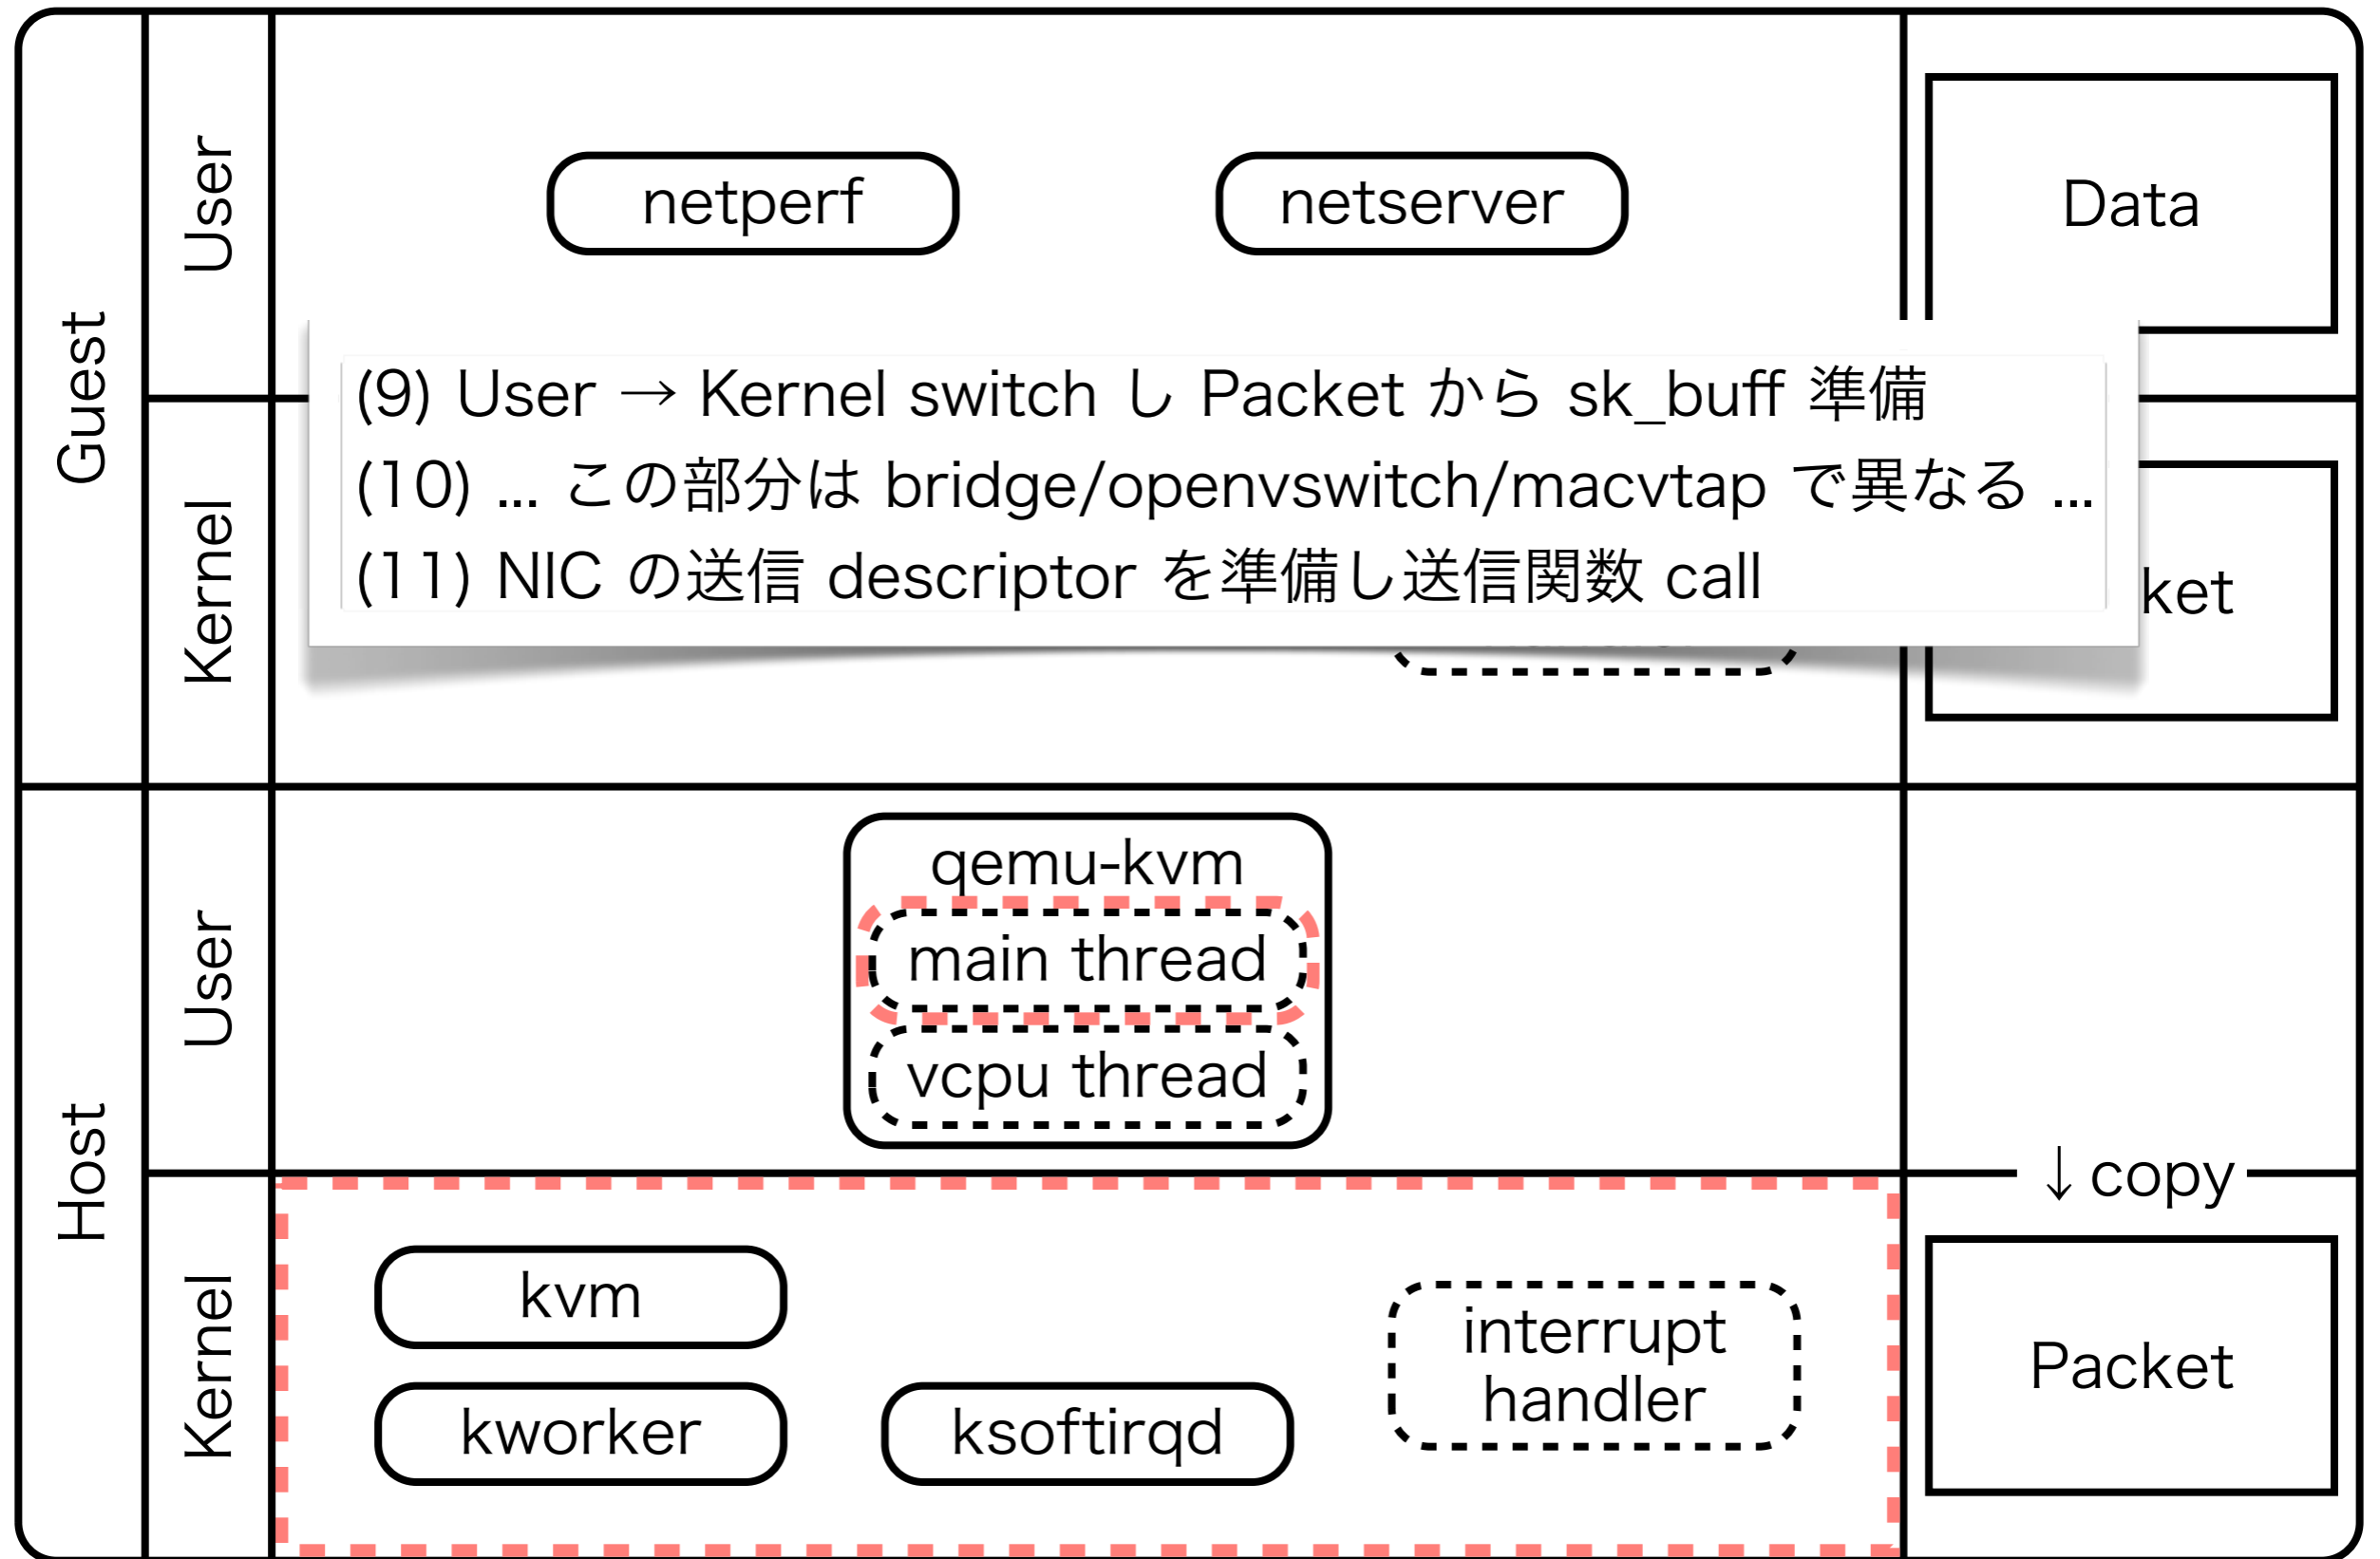 Guest
User
netperf
netserver
Data
(9) User → Kernel switch し Packet から sk_buff 準備
(10) ... この部分は bridge/openvswitch/macvtap で異なる ...
(11) NIC の送信 descriptor を準備し送信関数 call
Kernel
ket
Host
User
qemu-kvm
main thread
vcpu thread
↓copy
Kernel
kvm
kworker
ksoftirqd
interrupt
handler
Packet